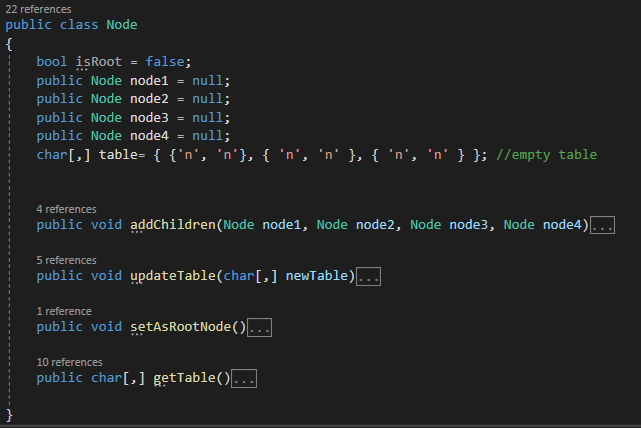 22 references
public class Node
{
bool isRoot = false;
public Node node1 = null;
public Node node2 = null;
public Node node3 = null;
public Node node4 = null;
char[,] table= { {'n', 'n'}, { 'n', 'n' }, { 'n', 'n' } }; //empty table
4 references
public void addChildren(Node node1, Node node2, Node node3, Node node4)...
5 references
public void updateTable(char[,] newTable)...
1 reference
public void setAsRootNode()...
10 references
public char[,] getTable()...
}